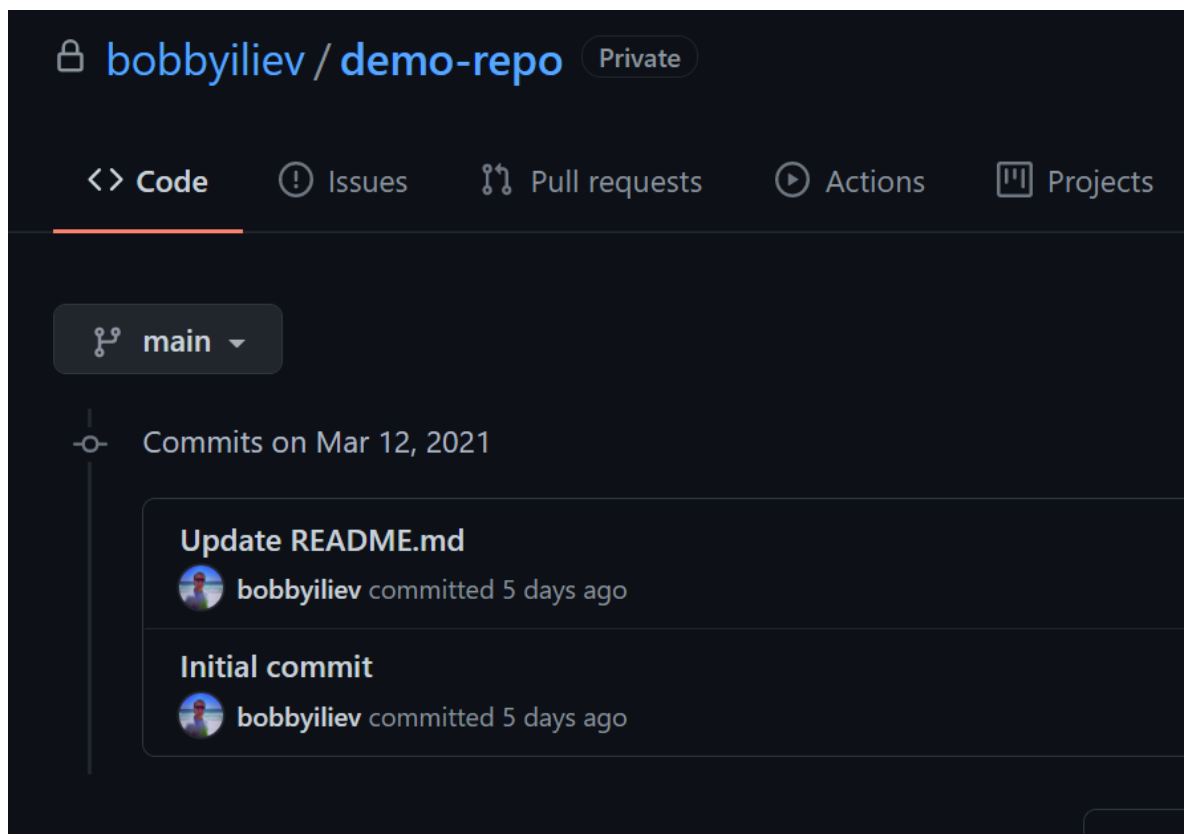 bobbyiliev / demo-repo Private
Code Issues Pull requests Actions Projects
main
Commits on Mar 12, 2021
Update README.md
bobbyiliev committed 5 days ago
Initial commit
bobbyiliev committed 5 days ago